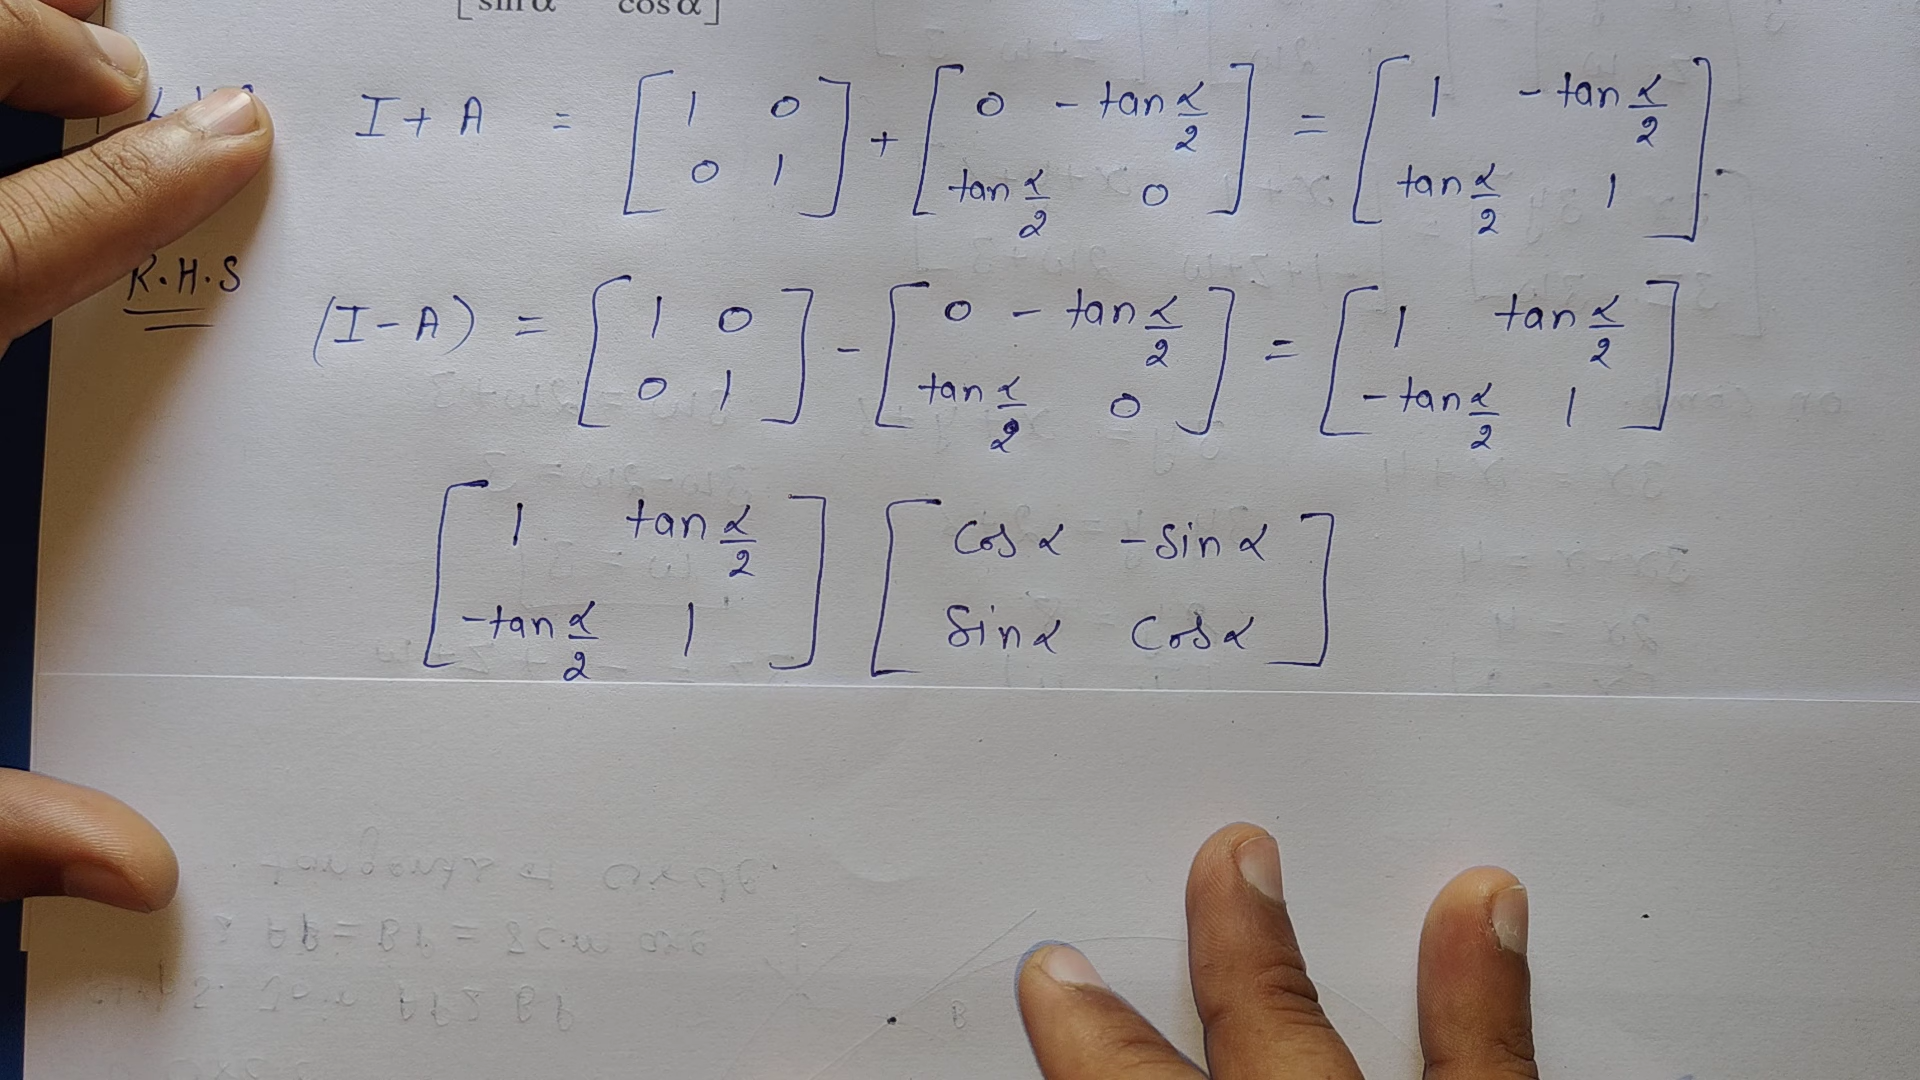 sin α cos α]
I + A = [1 0 0 1] + [0 - tan α/2 tan α/2 0] = [1 - tan α/2 tan α/2 1].
R.H.S
(I - A) = [1 0 0 1] - [0 - tan α/2 tan α/2 0] = [1 tan α/2 - tan α/2 1]
[1 tan α/2 - tan α/2 1] [Cos α - Sin α Sin α Cos α]